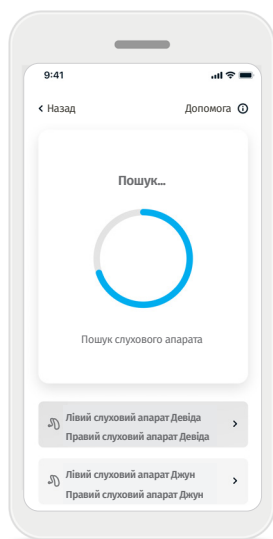 9:41
Назад
Допомога
Пошук...
Пошук слухового апарата
Лівий слуховий апарат Девіда
Правий слуховий апарат Девіда
Лівий слуховий апарат Джун
Правий слуховий апарат Джун